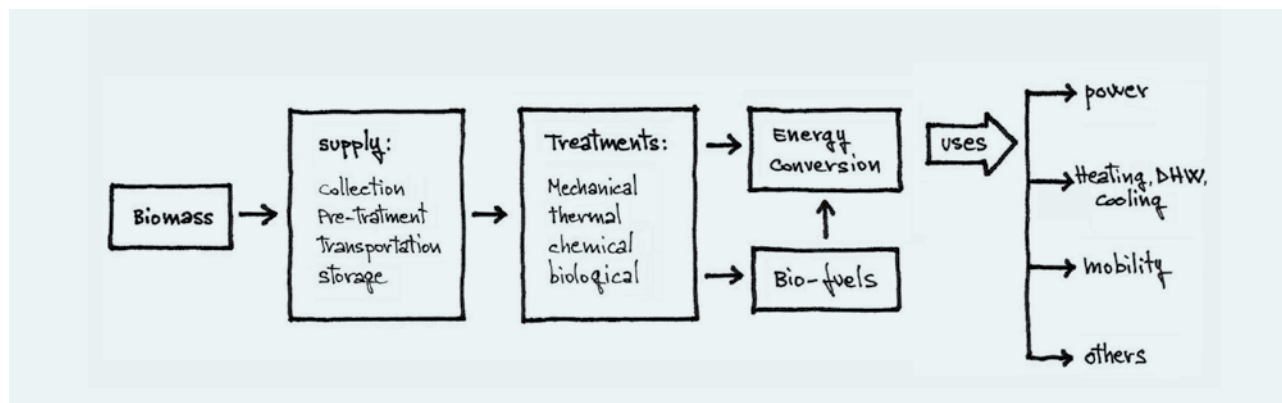 Biomass
supply:
collection
Pre-tratment
Transportation
storage
Treatments:
Mechanical
thermal
chemical
biological
Energy
conversion
Bio-fuels
uses
power
Heating, DHW,
cooling
mobility
others